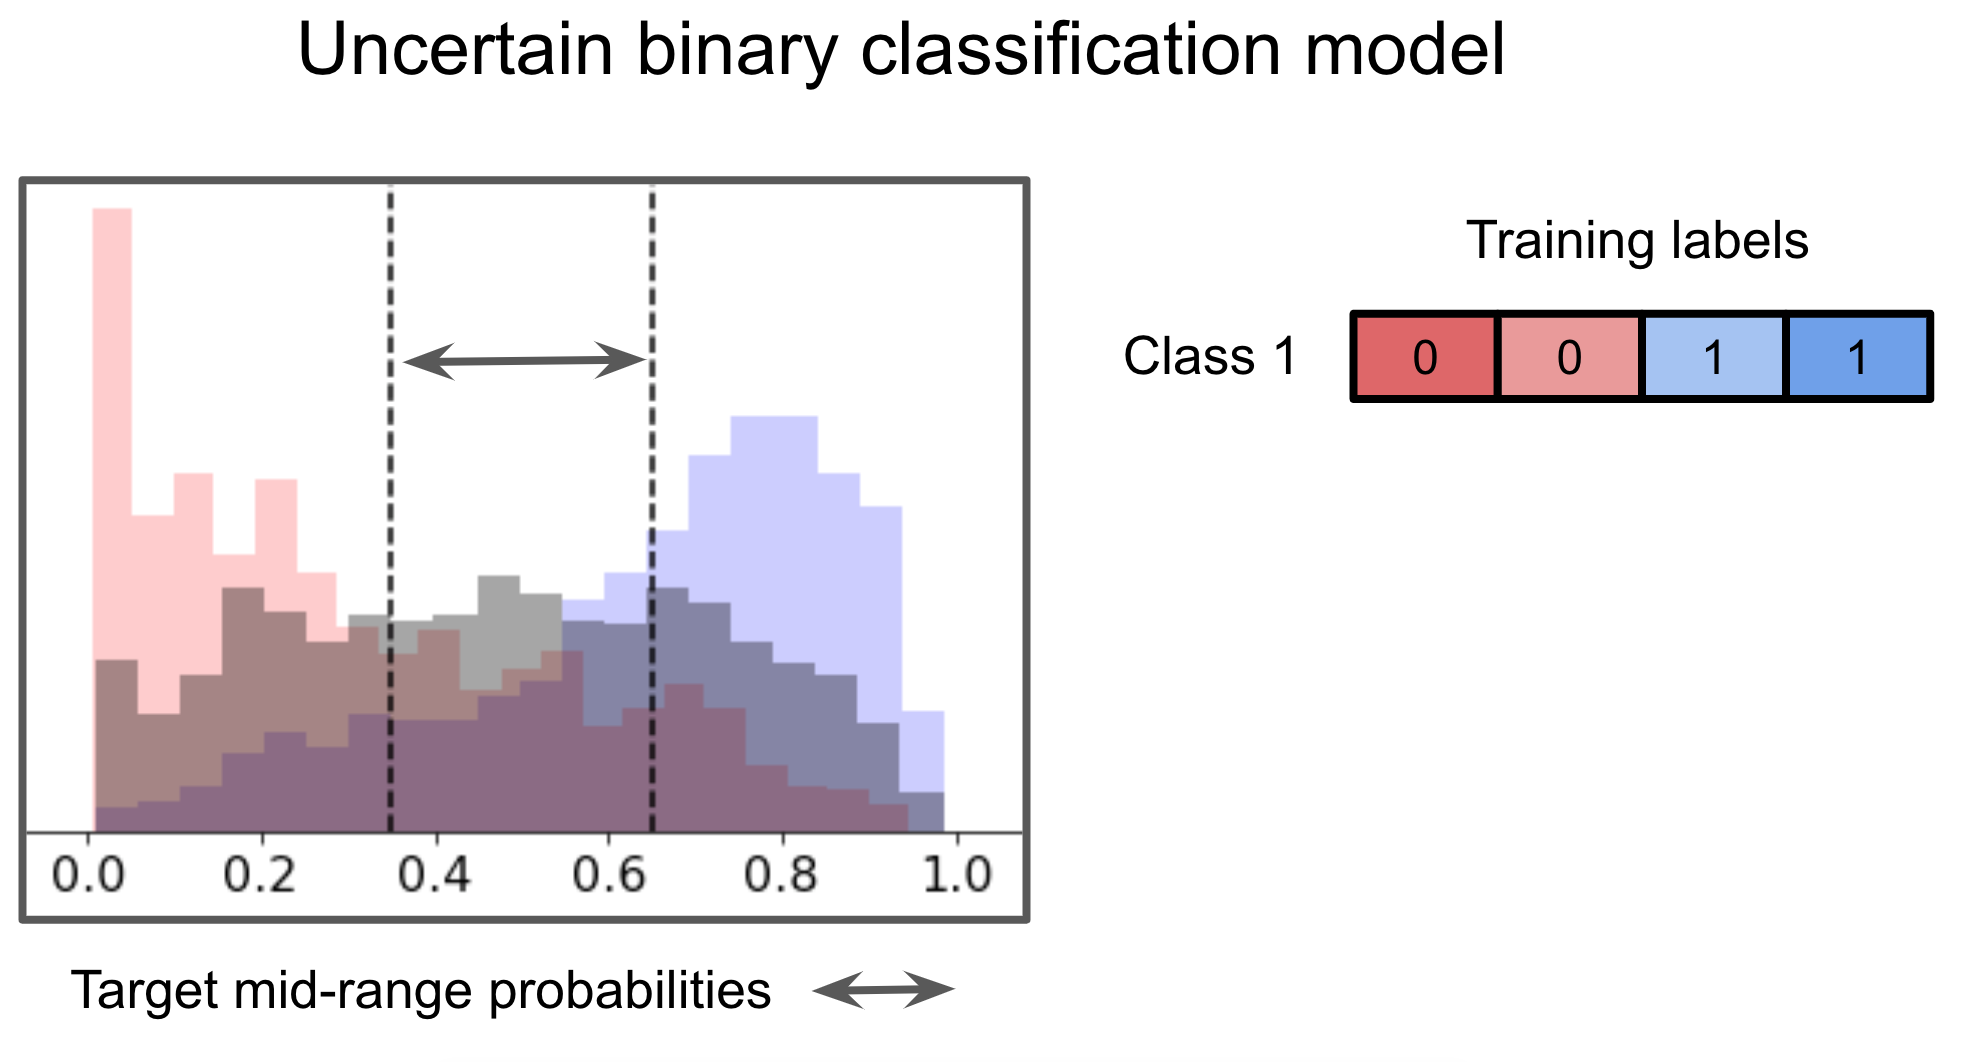 Uncertain binary classification model
Training labels
Class 1 0 0 1 1
0.0 0.2 0.4 0.6 0.8 1.0
Target mid-range probabilities